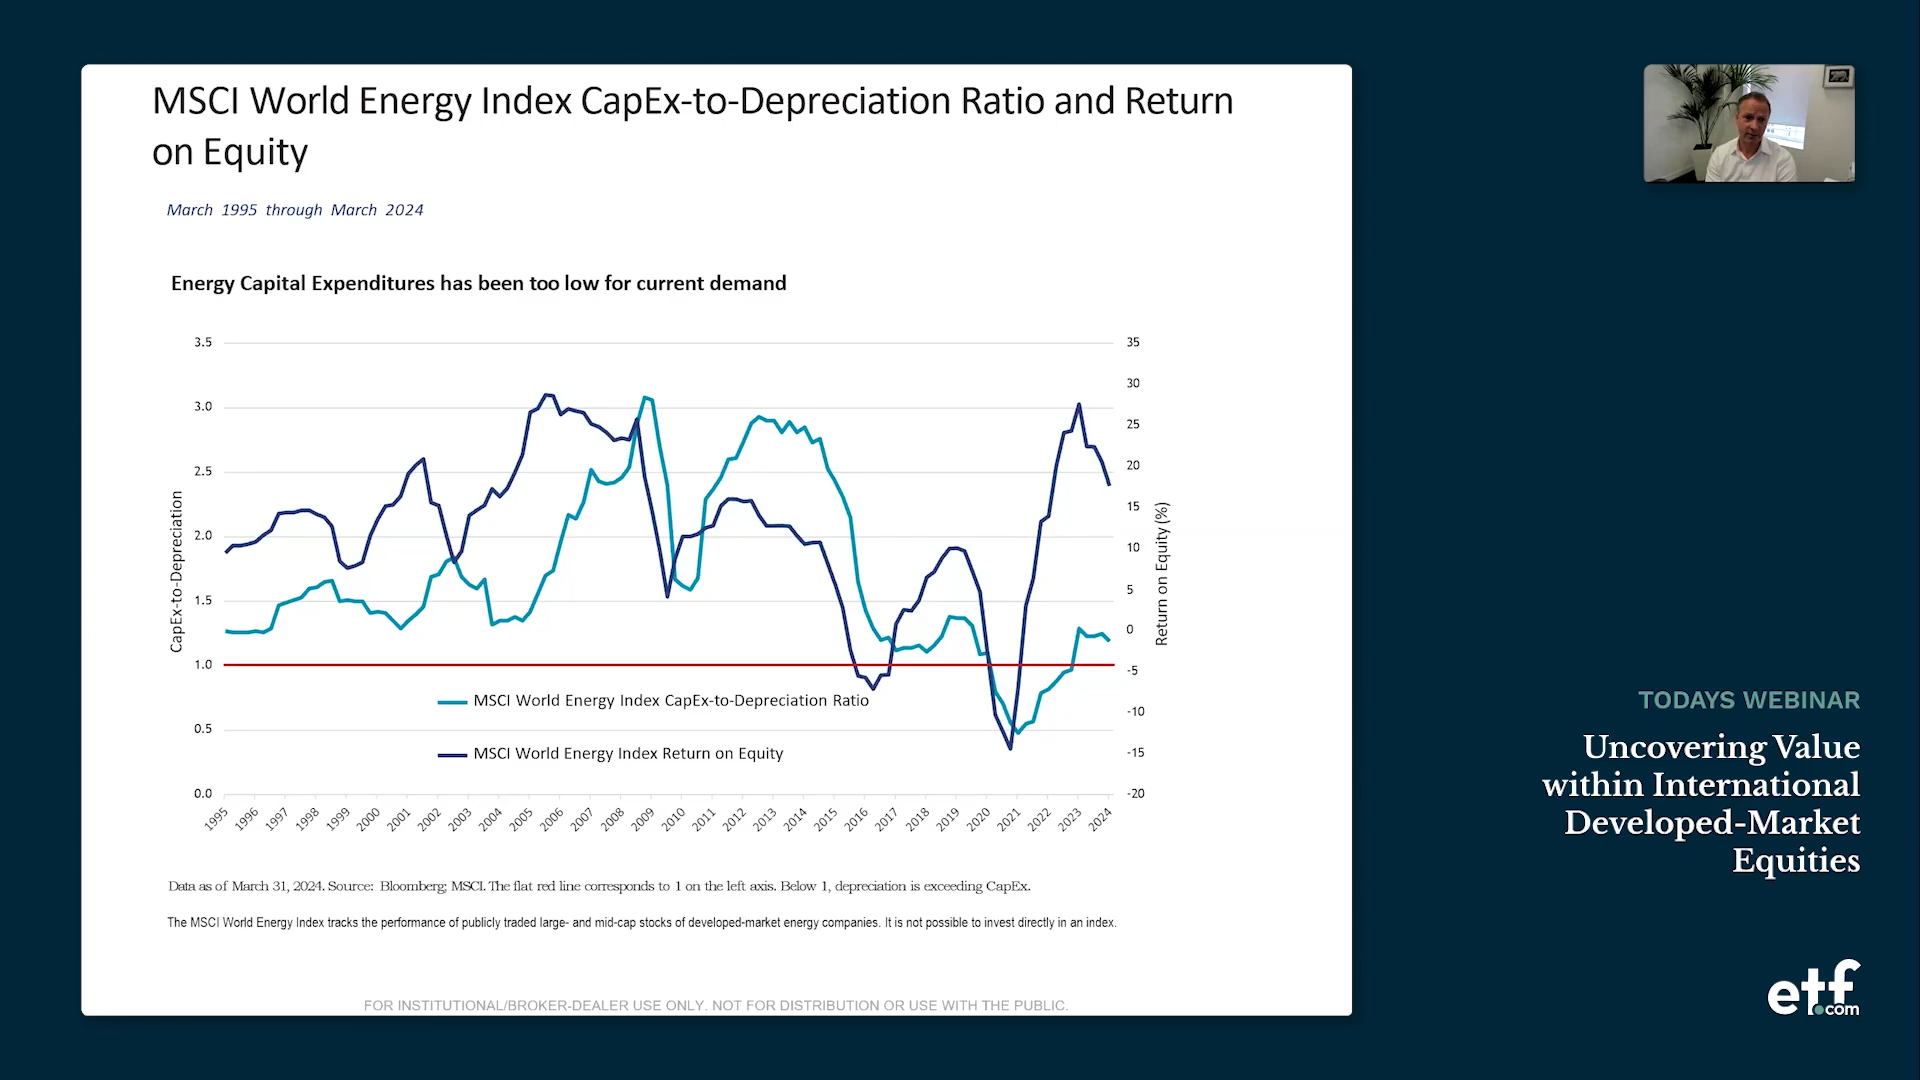 MSCI World Energy Index CapEx-to-Depreciation Ratio and Return
on Equity
March 1995 through March 2024
Energy Capital Expenditures has been too low for current demand
3.5
3.0
2.5
2.0
1.5
1.0
0.5
0.0
CapEx-to-Depreciation
35
30
25
20
15
10
5
0
-5
-10
-15
-20
Return on Equity (%)
MSCI World Energy Index CapEx-to-Depreciation Ratio
MSCI World Energy Index Return on Equity
1995 1996 1997 1998 1999 2000 2001 2002 2003 2004 2005 2006 2007 2008 2009 2010 2011 2012 2013 2014 2015 2016 2017 2018 2019 2020 2021 2022 2023 2024
Data as of March 31, 2024. Source: Bloomberg; MSCI. The flat red line corresponds to 1 on the left axis. Below 1, depreciation is exceeding CapEx.
The MSCI World Energy Index tracks the performance of publicly traded large- and mid-cap stocks of developed-market energy companies. It is not possible to invest directly in an index.
FOR INSTITUTIONAL/BROKER-DEALER USE ONLY. NOT FOR DISTRIBUTION OR USE WITH THE PUBLIC.
TODAYS WEBINAR
Uncovering Value
within International
Developed-Market
Equities
etf
.com